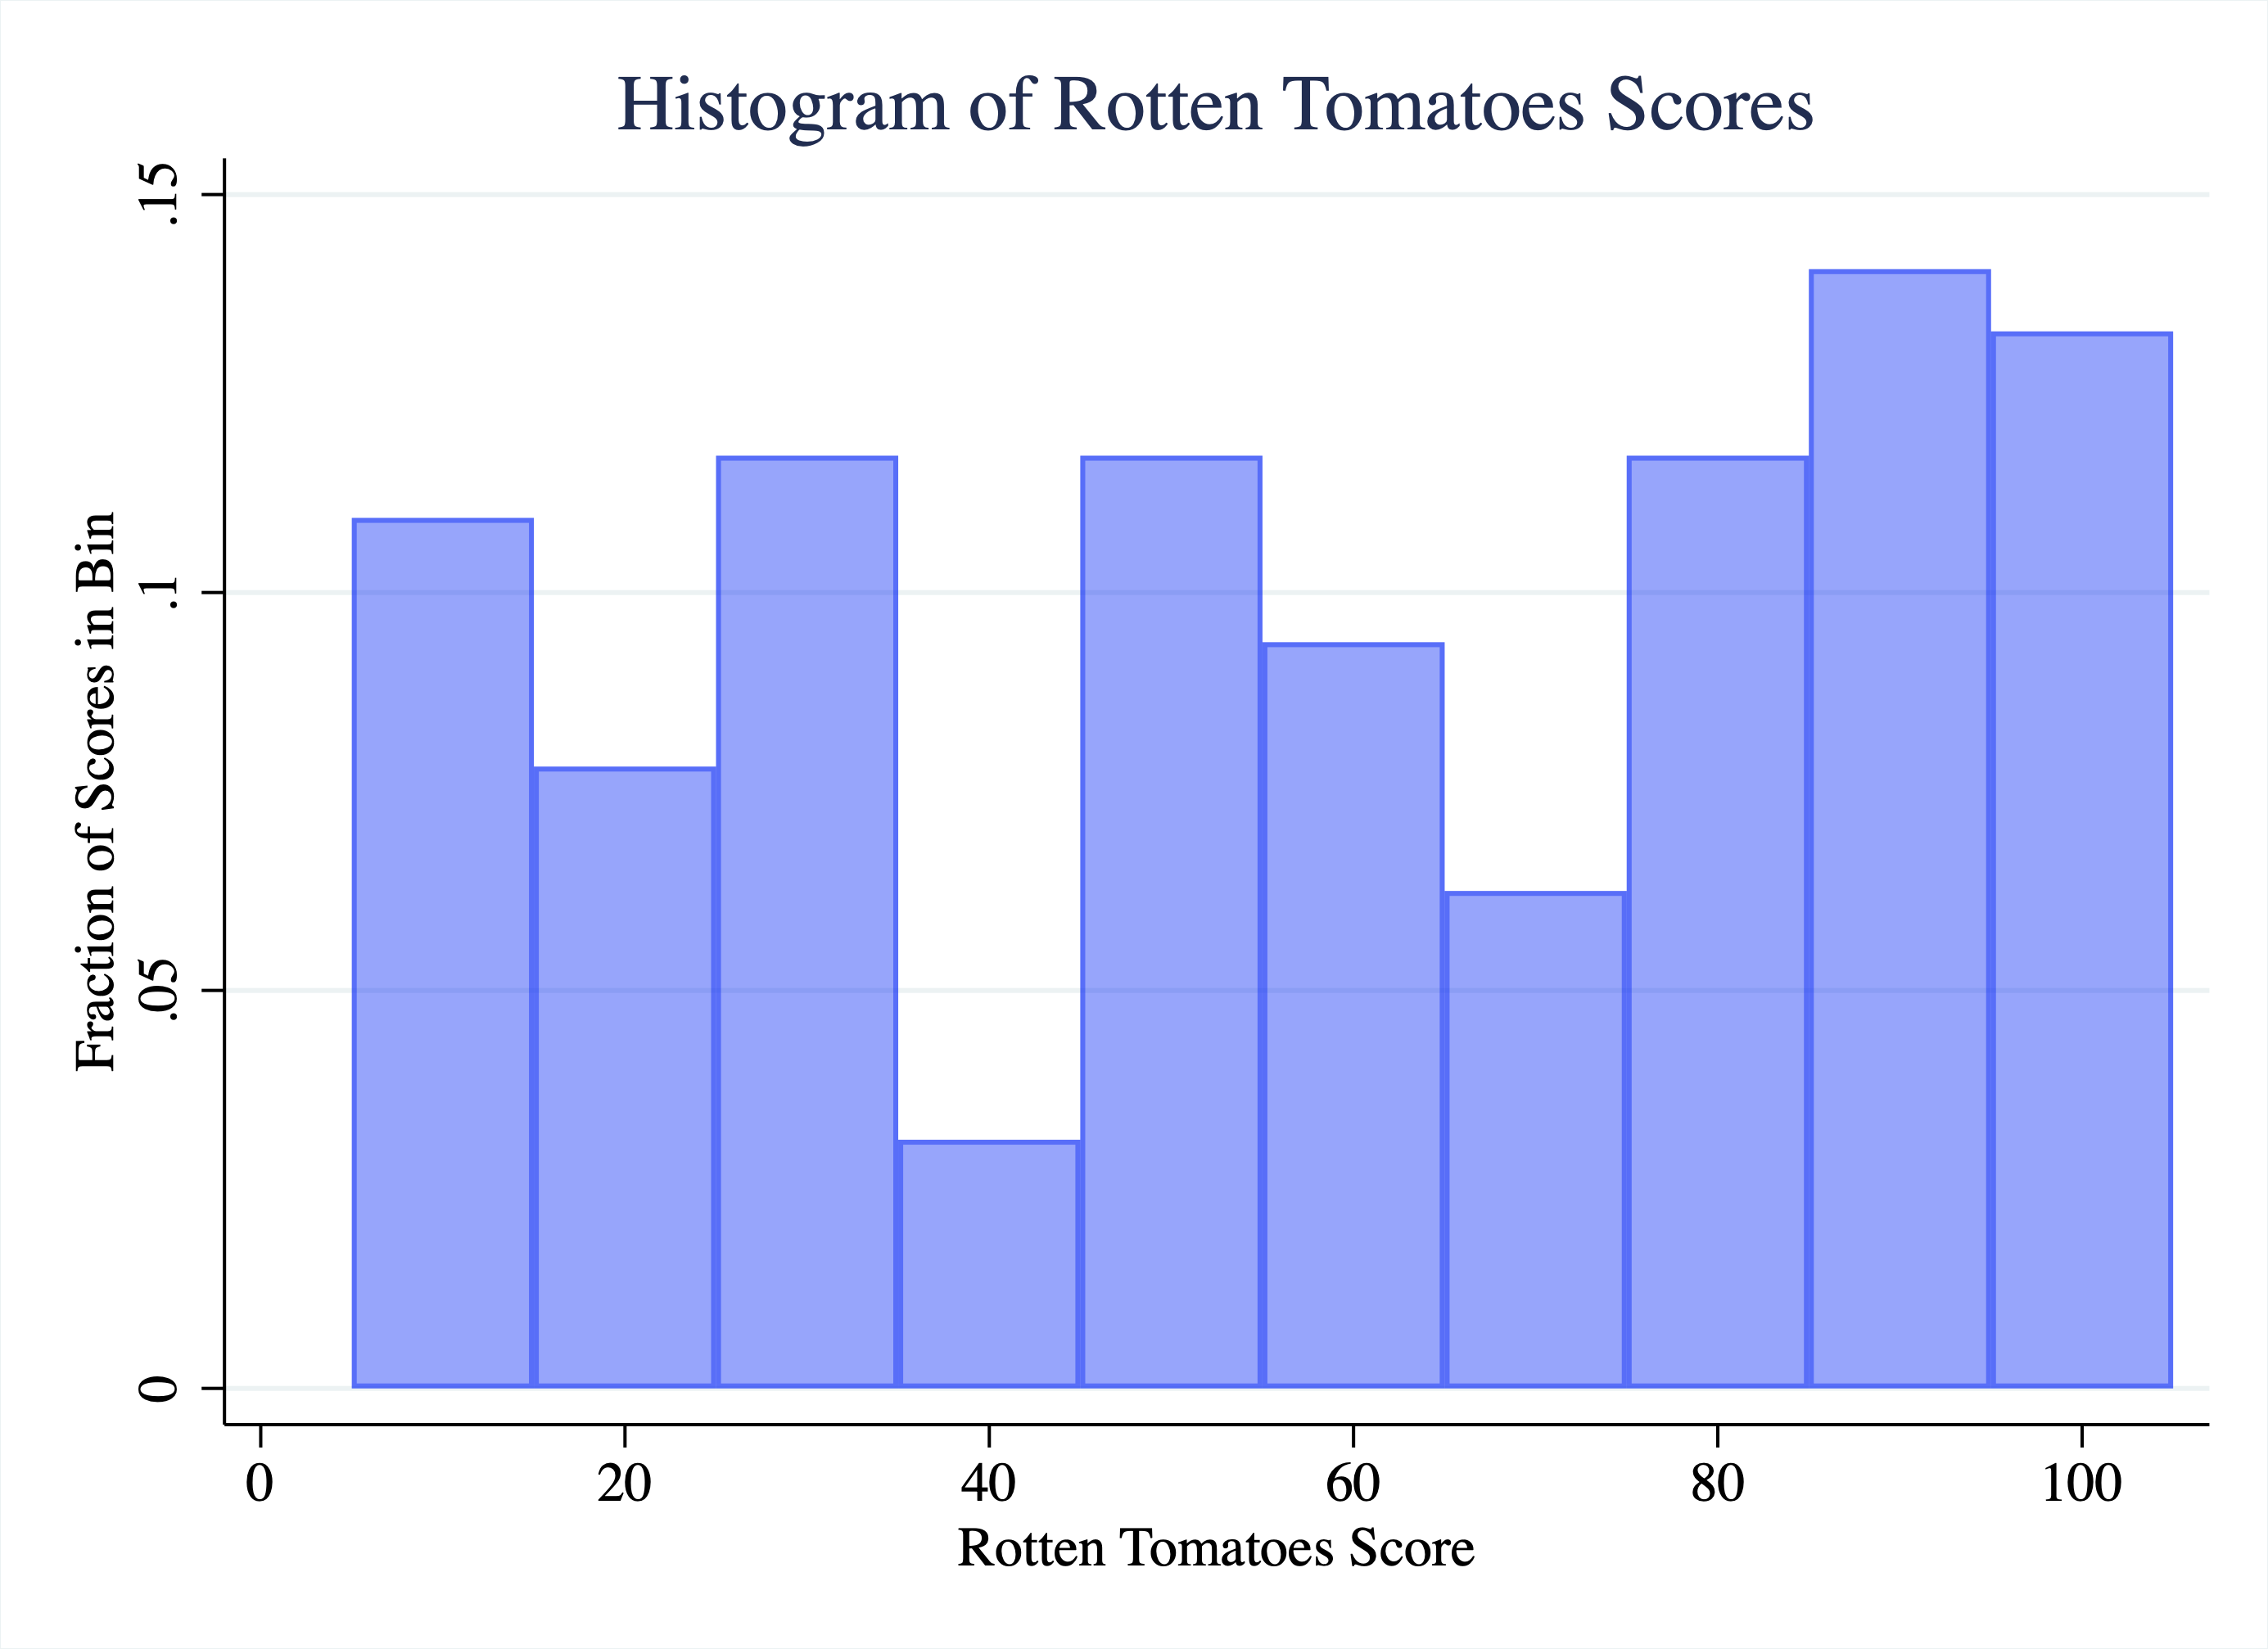 Histogram of Rotten Tomatoes Scores
Fraction of Scores in Bin
.15
.1
.05
0
0 20 40 60 80 100
Rotten Tomatoes Score